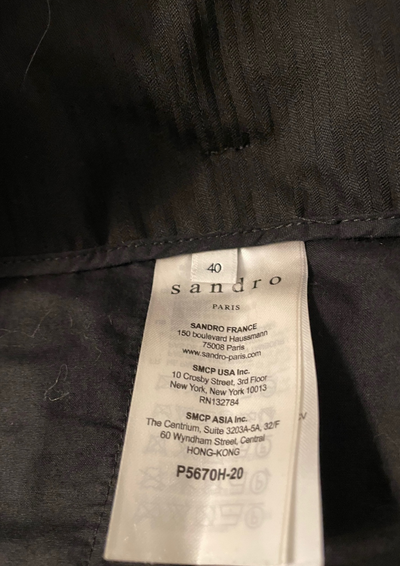 40
sandro
PARIS
SANDRO FRANCE
150 boulevard Haussmann
75008 Paris
www.sandro-paris.com
SMCP USA Inc.
10 Crosby Street, 3rd Floor
New York, New York 10013
RN132784
SMCP ASIA Inc.
The Centrium, Suite 3203A-5A, 32/F
60 Wyndham Street, Central
HONG-KONG
P5670H-20